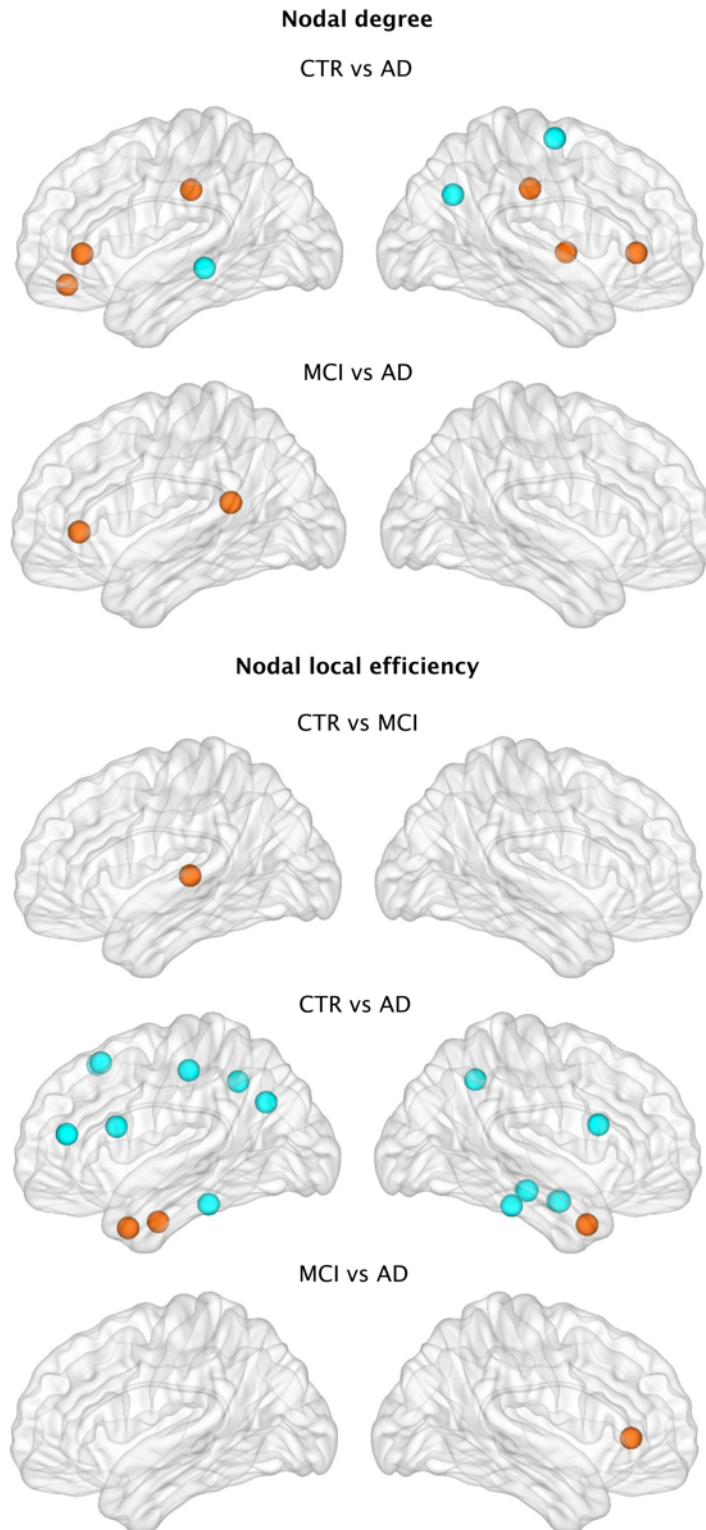 Nodal degree
CTR vs AD
MCI vs AD
Nodal local efficiency
CTR vs MCI
CTR vs AD
MCI vs AD